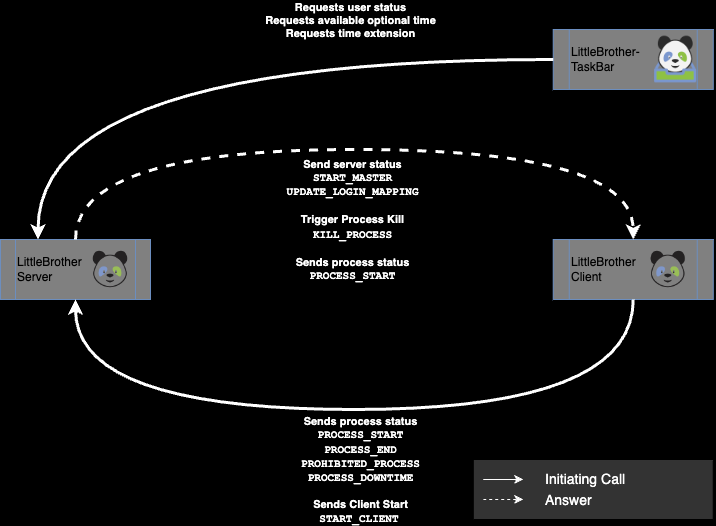 Requests user status
Requests available optional time
Requests time extension
LittleBrother-
TaskBar
Send server status
START_MASTER
UPDATE_LOGIN_MAPPING
Trigger Process Kill
KILL_PROCESS
Sends process status
PROCESS_START
LittleBrother
Server
LittleBrother
Client
Sends process status
PROCESS_START
PROCESS_END
PROHIBITED_PROCESS
PROCESS_DOWNTIME
Sends Client Start
START_CLIENT
Initiating Call
Answer